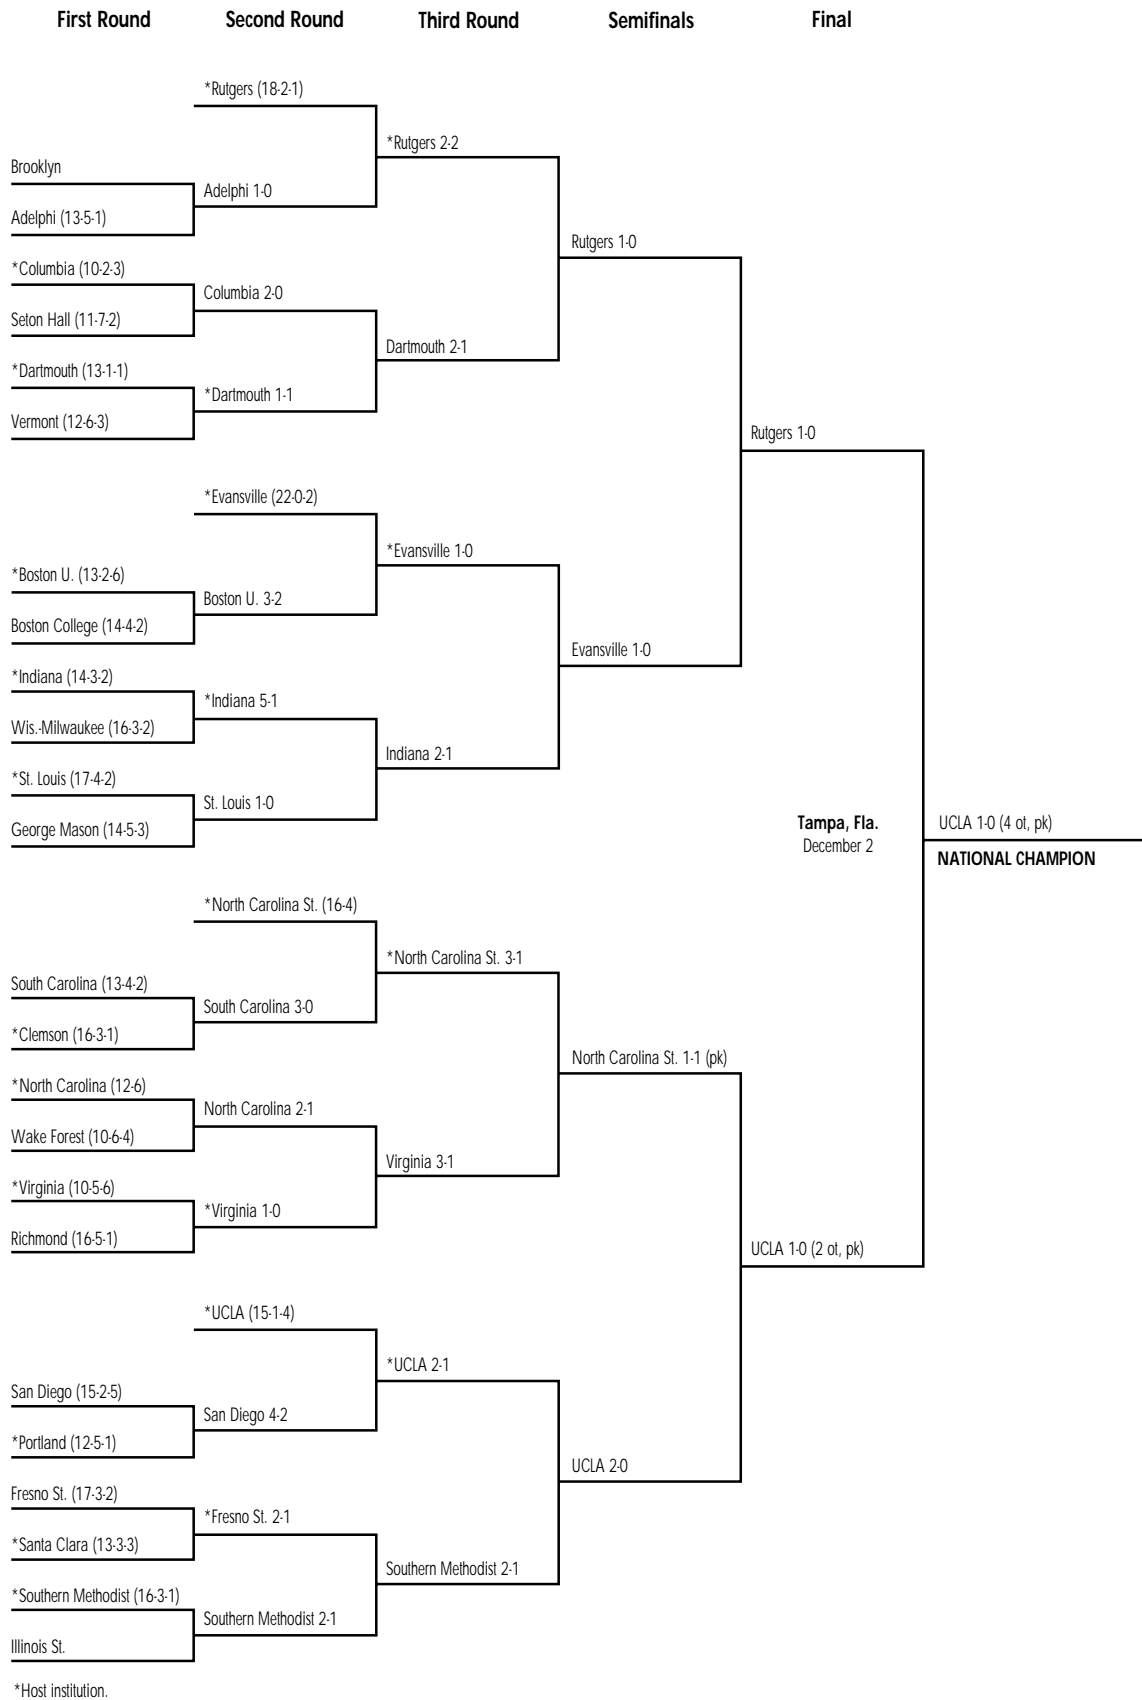 First Round
Second Round
Third Round
Semifinals
Final
*Rutgers (18-2-1)
*Rutgers 2-2
Brooklyn
Adelphi 1-0
Adelphi (13-5-1)
Rutgers 1-0
*Columbia (10-2-3)
Columbia 2-0
Seton Hall (11-7-2)
Dartmouth 2-1
*Dartmouth (13-1-1)
*Dartmouth 1-1
Vermont (12-6-3)
Rutgers 1-0
*Evansville (22-0-2)
*Evansville 1-0
*Boston U. (13-2-6)
Boston U. 3-2
Boston College (14-4-2)
Evansville 1-0
*Indiana (14-3-2)
*Indiana 5-1
Wis.-Milwaukee (16-3-2)
Indiana 2-1
*St. Louis (17-4-2)
St. Louis 1-0
George Mason (14-5-3)
Tampa, Fla.
December 2
UCLA 1-0 (4 ot, pk)
NATIONAL CHAMPION
*North Carolina St. (16-4)
*North Carolina St. 3-1
South Carolina (13-4-2)
South Carolina 3-0
*Clemson (16-3-1)
North Carolina St. 1-1 (pk)
*North Carolina (12-6)
North Carolina 2-1
Wake Forest (10-6-4)
Virginia 3-1
*Virginia (10-5-6)
*Virginia 1-0
Richmond (16-5-1)
UCLA 1-0 (2 ot, pk)
*UCLA (15-1-4)
*UCLA 2-1
San Diego (15-2-5)
San Diego 4-2
*Portland (12-5-1)
UCLA 2-0
Fresno St. (17-3-2)
*Fresno St. 2-1
*Santa Clara (13-3-3)
Southern Methodist 2-1
*Southern Methodist (16-3-1)
Southern Methodist 2-1
Illinois St.
*Host institution.